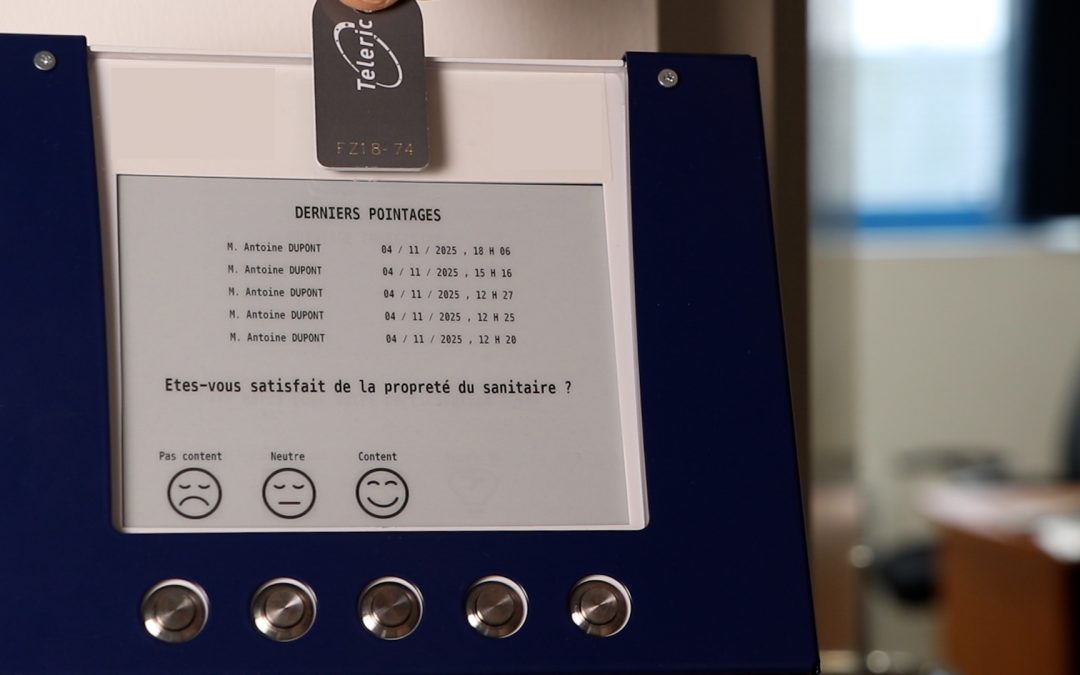 Téleric
FZ18-74
DERNIERS POINTAGES
M. Antoine DUPONT 04 / 11 / 2025 , 18 H 06
M. Antoine DUPONT 04 / 11 / 2025 , 15 H 16
M. Antoine DUPONT 04 / 11 / 2025 , 12 H 27
M. Antoine DUPONT 04 / 11 / 2025 , 12 H 25
M. Antoine DUPONT 04 / 11 / 2025 , 12 H 20
Etes-vous satisfait de la propreté du sanitaire ?
Pas content Neutre Content